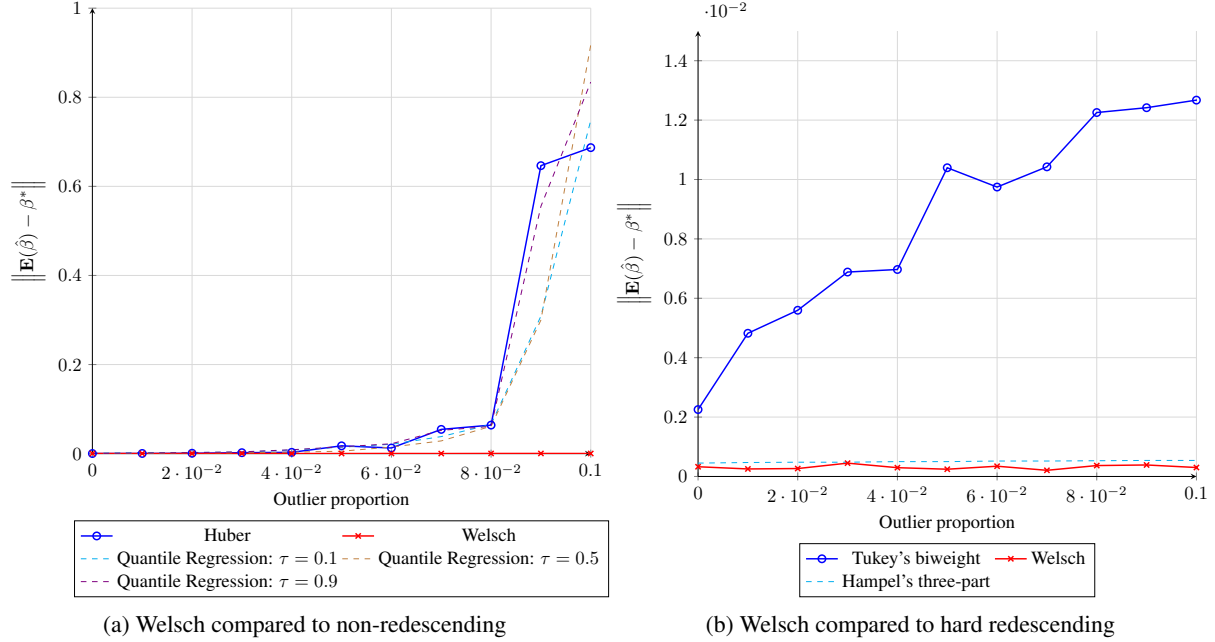 1
0.8
0.6
0.4
0.2
0
‖E(β̂) − β*‖
0 2·10⁻² 4·10⁻² 6·10⁻² 8·10⁻² 0.1
Outlier proportion
Huber Welsch
Quantile Regression: τ = 0.1 Quantile Regression: τ = 0.5
Quantile Regression: τ = 0.9
(a) Welsch compared to non-redescending
·10⁻²
1.4
1.2
1
0.8
0.6
0.4
0.2
0
‖E(β̂) − β*‖
0 2·10⁻² 4·10⁻² 6·10⁻² 8·10⁻² 0.1
Outlier proportion
Tukey's biweight Welsch
Hampel's three-part
(b) Welsch compared to hard redescending